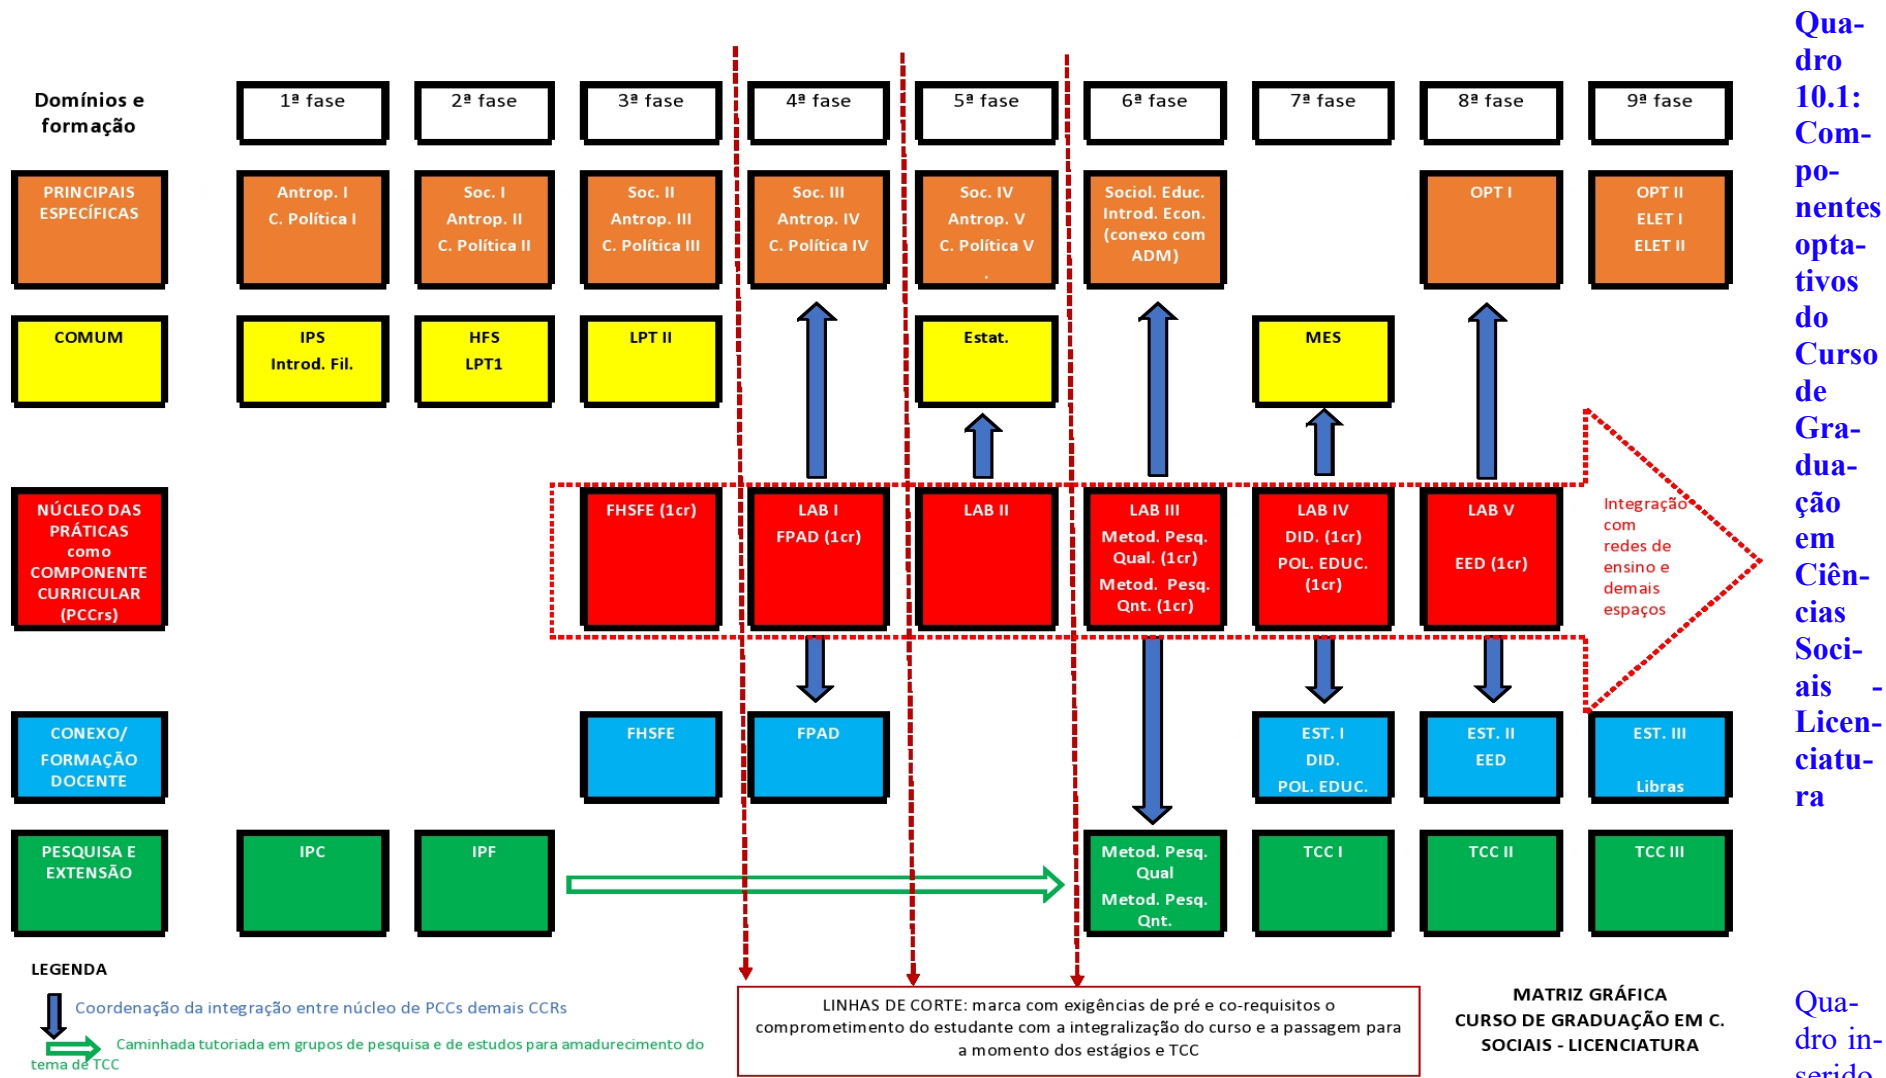 Domínios e
formação
1ª fase
2ª fase
3ª fase
4ª fase
5ª fase
6ª fase
7ª fase
8ª fase
9ª fase
PRINCIPAIS
ESPECÍFICAS
Antrop. I
C. Política I
Soc. I
Antrop. II
C. Política II
Soc. II
Antrop. III
C. Política III
Soc. III
Antrop. IV
C. Política IV
Soc. IV
Antrop. V
C. Política V
.
Sociol. Educ.
Introd. Econ.
(conexo com
ADM)
OPT I
OPT II
ELET I
ELET II
COMUM
IPS
Introd. Fil.
HFS
LPT1
LPT II
Estat.
MES
NÚCLEO DAS
PRÁTICAS
como
COMPONENTE
CURRICULAR
(PCCrs)
FHSFE (1cr)
LAB I
FPAD (1cr)
LAB II
LAB III
Metod. Pesq.
Qual. (1cr)
Metod. Pesq.
Qnt. (1cr)
LAB IV
DID. (1cr)
POL. EDUC.
(1cr)
LAB V
EED (1cr)
Integração
com
redes de
ensino e
demais
espaços
CONEXO/
FORMAÇÃO
DOCENTE
FHSFE
FPAD
EST. I
DID.
POL. EDUC.
EST. II
EED
EST. III
Libras
PESQUISA E
EXTENSÃO
IPC
IPF
Metod. Pesq.
Qual
Metod. Pesq.
Qnt.
TCC I
TCC II
TCC III
LEGENDA
Coordenação da integração entre núcleo de PCCs demais CCRs
Caminhada tutoriada em grupos de pesquisa e de estudos para amadurecimento do
tema de TCC
LINHAS DE CORTE: marca com exigências de pré e co-requisitos o
comprometimento do estudante com a integralização do curso e a passagem para
a momento dos estágios e TCC
MATRIZ GRÁFICA
CURSO DE GRADUAÇÃO EM C.
SOCIAIS - LICENCIATURA
Qua-
dro
10.1:
Com-
po-
nentes
opta-
tivos
do
Curso
de
Gra-
dua-
ção
em
Ciên-
cias
Soci-
ais -
Licen-
ciatu-
ra
Qua-
dro in-
serido